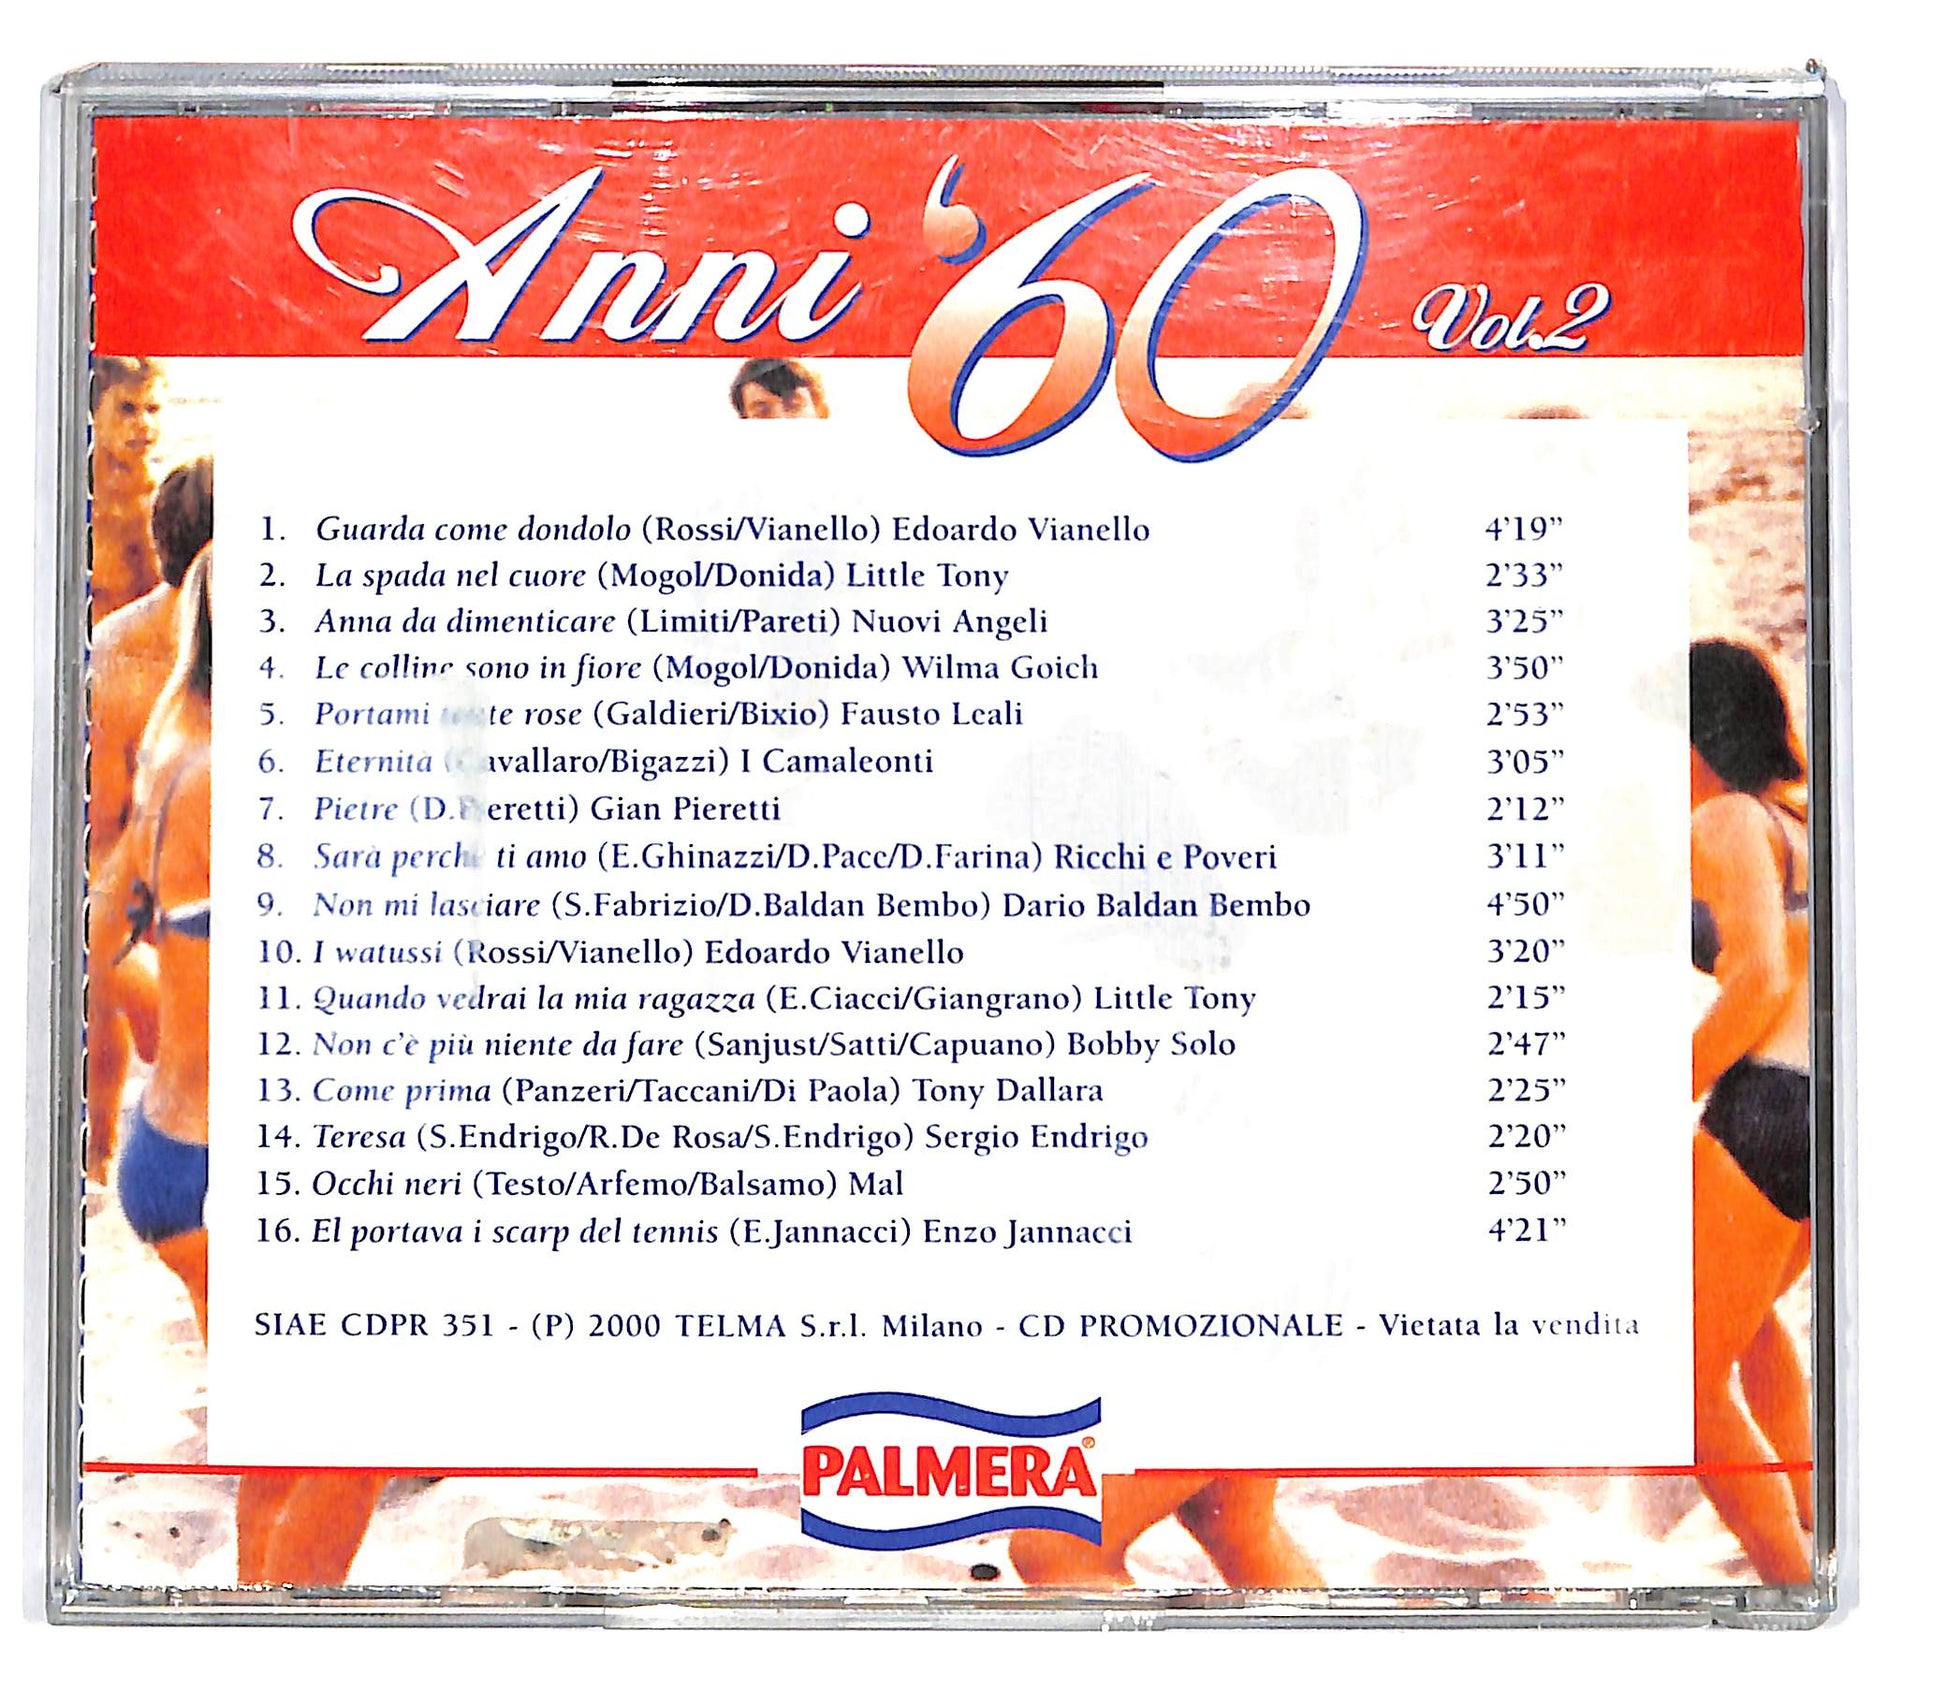 Anni '60 Vol.2
1. Guarda come dondolo (Rossi/Vianello) Edoardo Vianello 4'19”
2. La spada nel cuore (Mogol/Donida) Little Tony 2'33”
3. Anna da dimenticare (Limiti/Pareti) Nuovi Angeli 3'25”
4. Le colline sono in fiore (Mogol/Donida) Wilma Goich 3'50”
5. Portami tante rose (Galdieri/Bixio) Fausto Leali 2'53”
6. Eternità (Cavallaro/Bigazzi) I Camaleonti 3'05”
7. Pietre (D.Pieretti) Gian Pieretti 2'12”
8. Sarà perché ti amo (E.Ghinazzi/D.Pace/D.Farina) Ricchi e Poveri 3'11”
9. Non mi lasciare (S.Fabrizio/D.Baldan Bembo) Dario Baldan Bembo 4'50”
10. I watussi (Rossi/Vianello) Edoardo Vianello 3'20”
11. Quando vedrai la mia ragazza (E.Ciacci/Giangrano) Little Tony 2'15”
12. Non c'è più niente da fare (Sanjust/Satti/Capuano) Bobby Solo 2'47”
13. Come prima (Panzeri/Taccani/Di Paola) Tony Dallara 2'25”
14. Teresa (S.Endrigo/R.De Rosa/S.Endrigo) Sergio Endrigo 2'20”
15. Occhi neri (Testo/Arfemo/Balsamo) Mal 2'50”
16. El portava i scarp del tennis (E.Jannacci) Enzo Jannacci 4'21”
SIAE CDPR 351 - (P) 2000 TELMA S.r.l. Milano - CD PROMOZIONALE - Vietata la vendita
PALMERA®